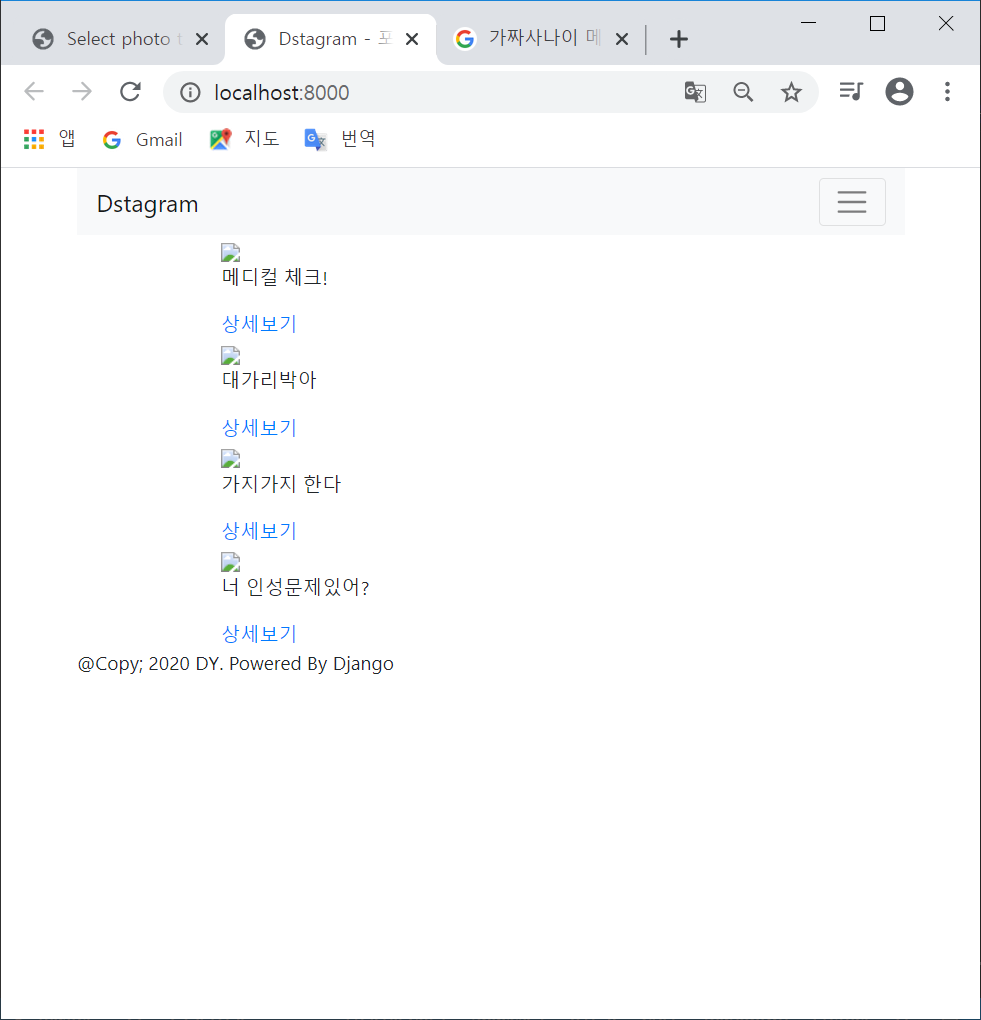 Select photo t
Dstagram - 포
가짜사나이 메
localhost:8000
앱 Gmail 지도 번역
Dstagram
메디컬 체크!
상세보기
대가리박아
상세보기
가지가지 한다
상세보기
너 인성문제있어?
상세보기
@Copy; 2020 DY. Powered By Django